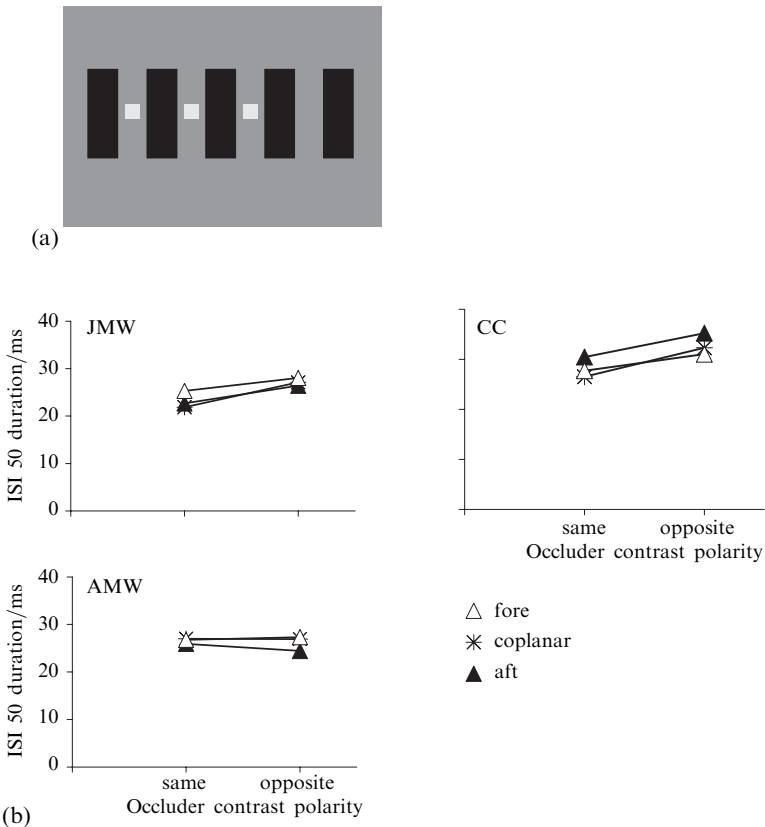 (a)
JMW
40
30
20
10
0
ISI 50 duration/ms
CC
same opposite
Occluder contrast polarity
AMW
40
30
20
10
0
ISI 50 duration/ms
same opposite
Occluder contrast polarity
fore
coplanar
aft
(b)